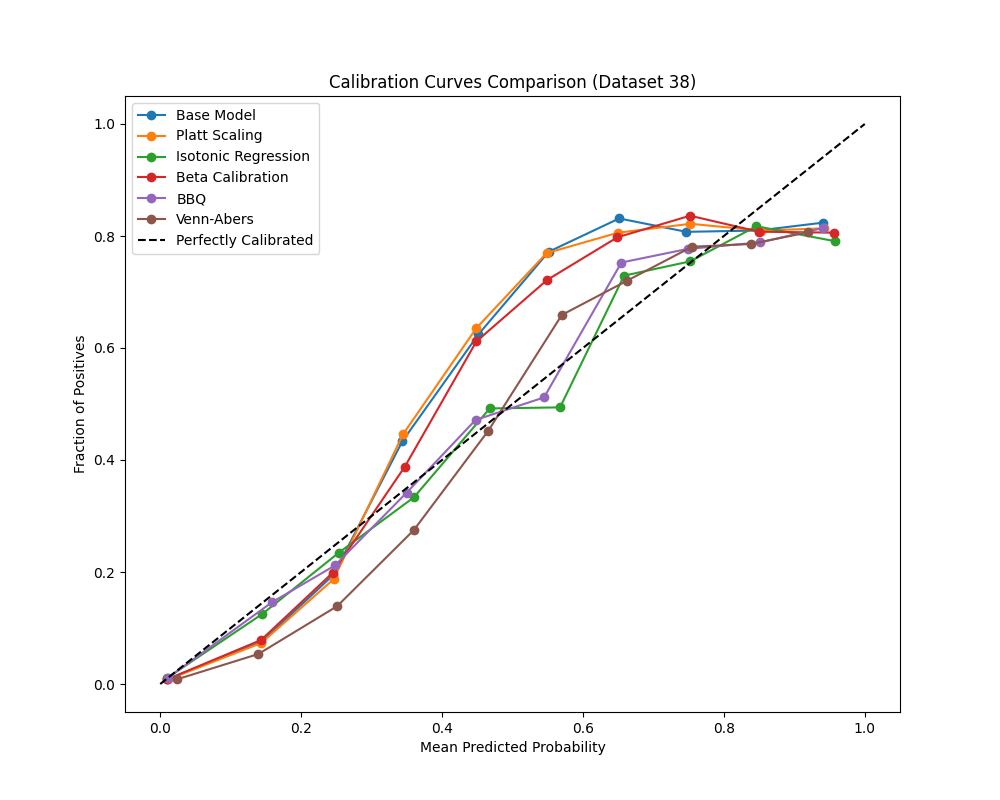 Calibration Curves Comparison (Dataset 38)
Base Model
Platt Scaling
Isotonic Regression
Beta Calibration
BBQ
Venn-Abers
Perfectly Calibrated
1.0
0.8
0.6
0.4
0.2
0.0
Fraction of Positives
0.0 0.2 0.4 0.6 0.8 1.0
Mean Predicted Probability